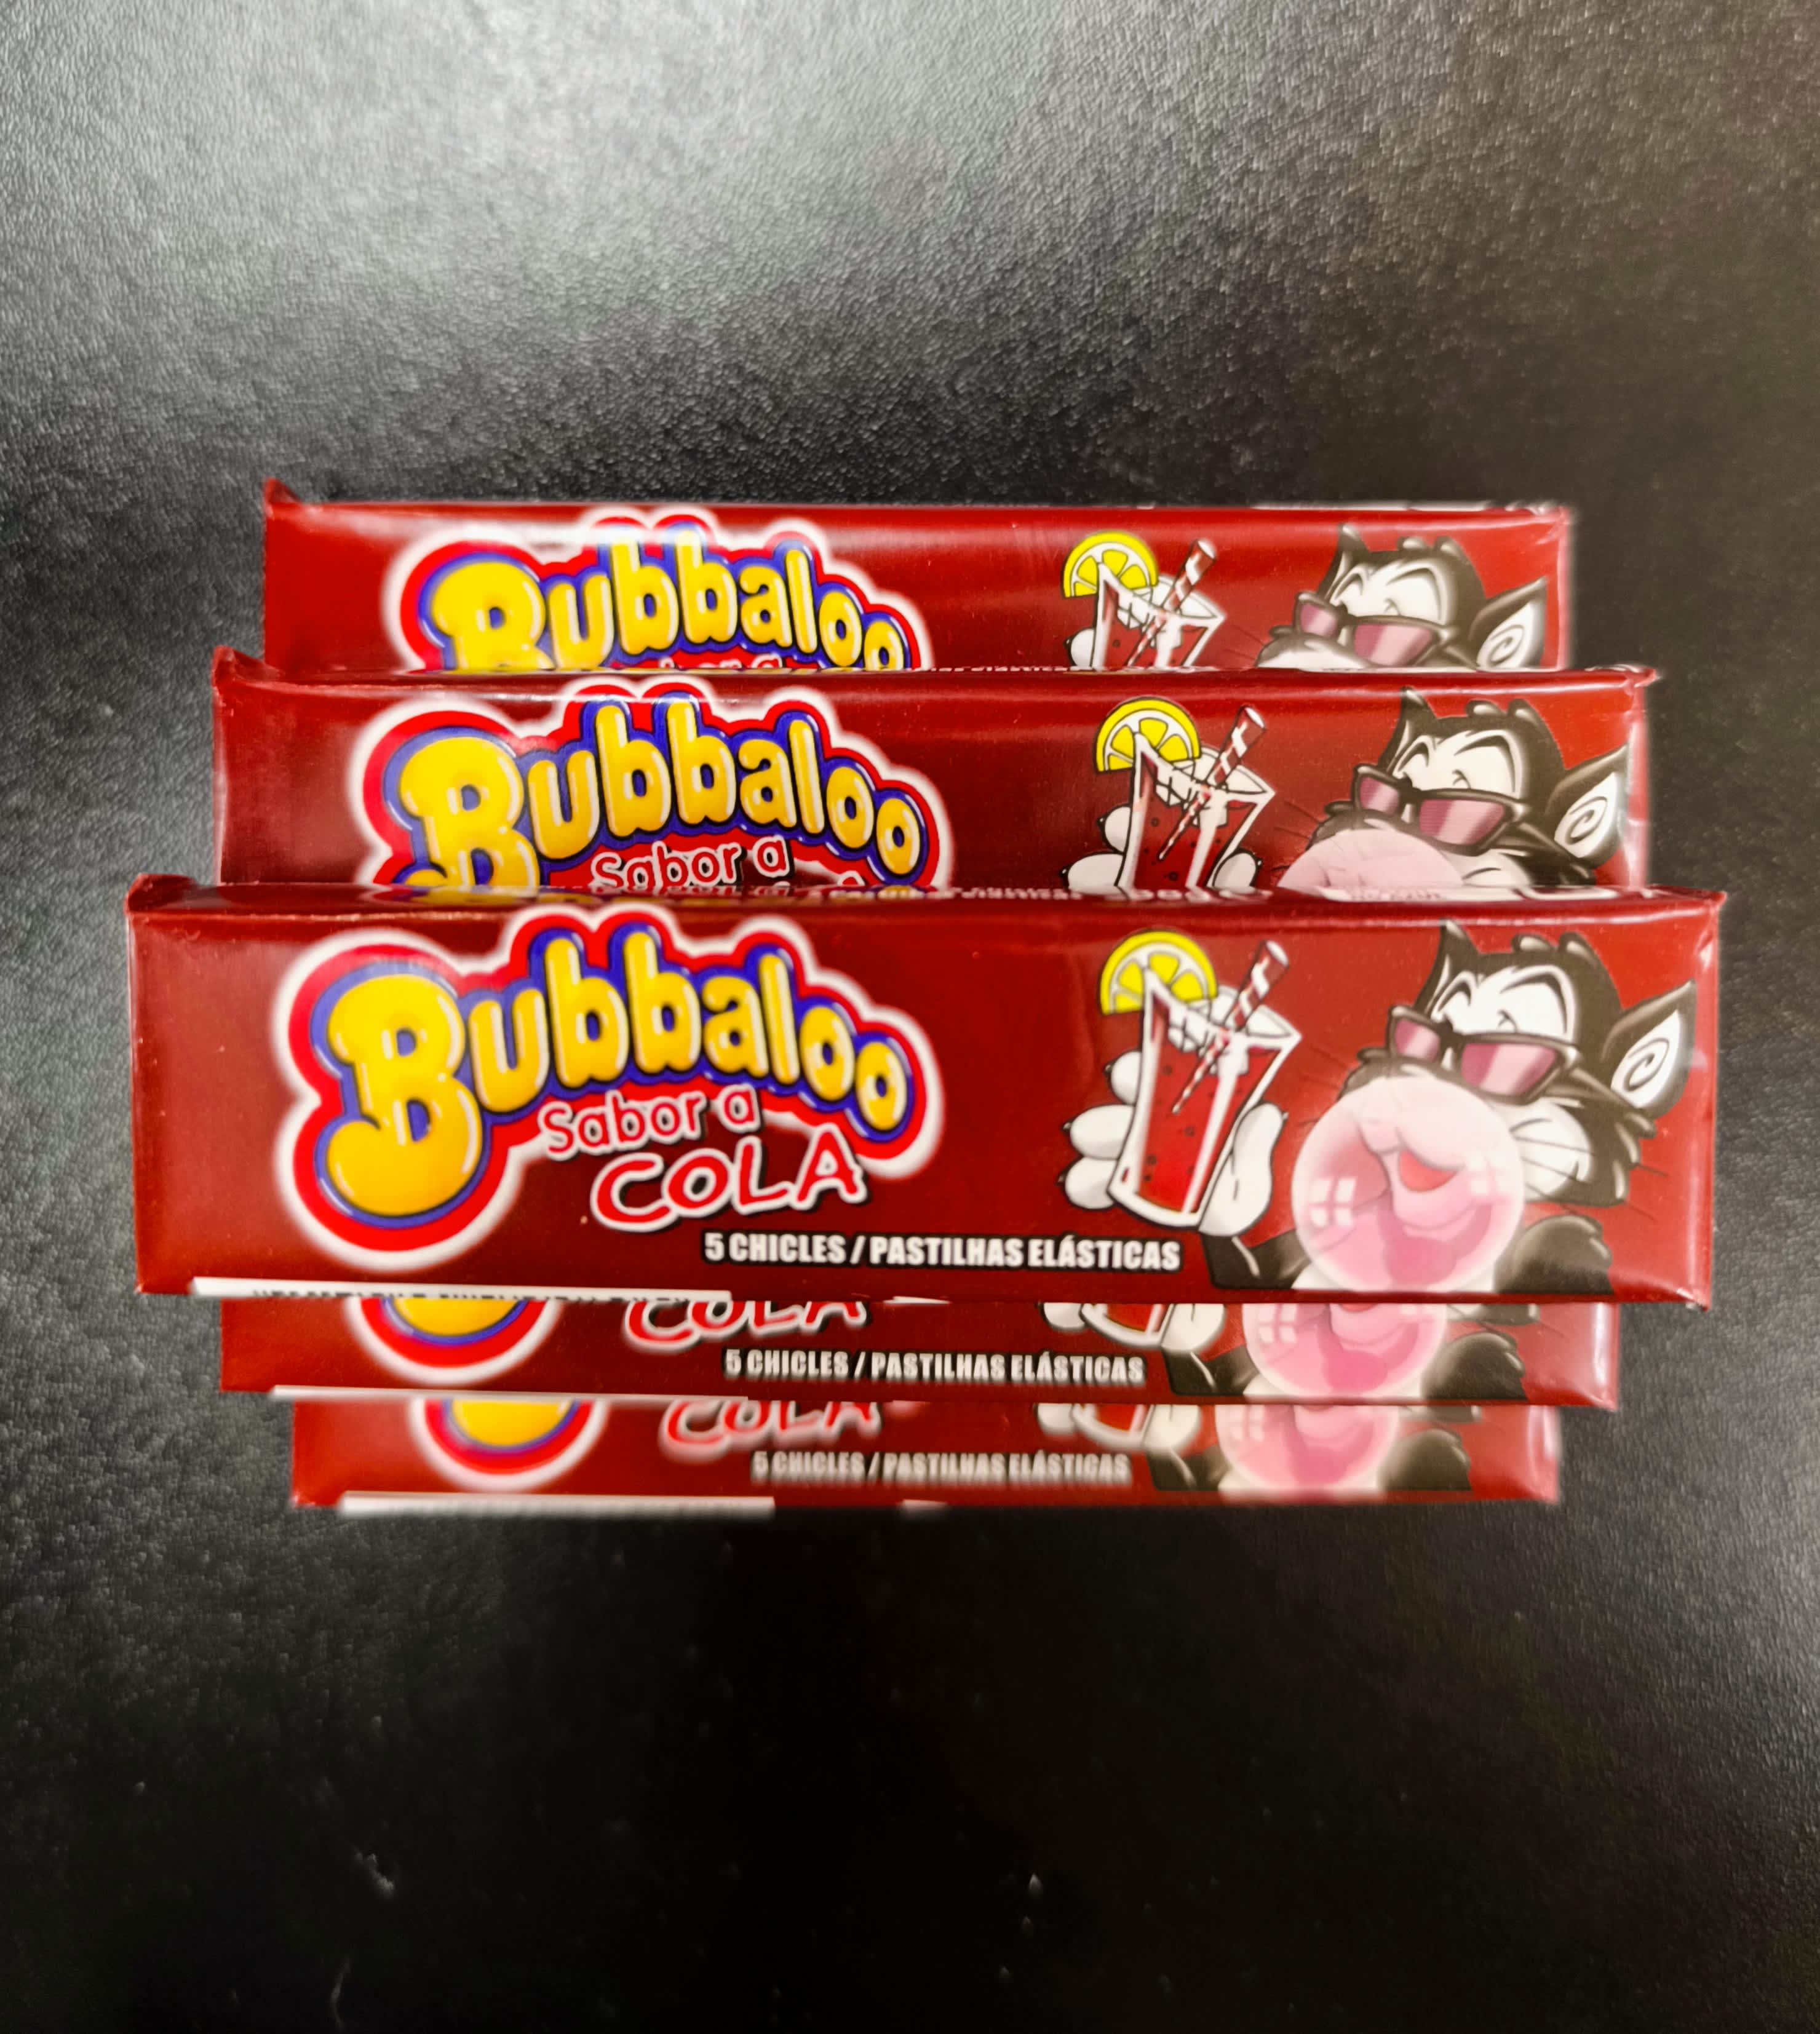 Bubbaloo
Bubbaloo
Sabor a
Bubbaloo
Sabor a
COLA
5 CHICLES / PASTILHAS ELÁSTICAS
COLA
5 CHICLES / PASTILHAS ELÁSTICAS
COLA
5 CHICLES / PASTILHAS ELÁSTICAS